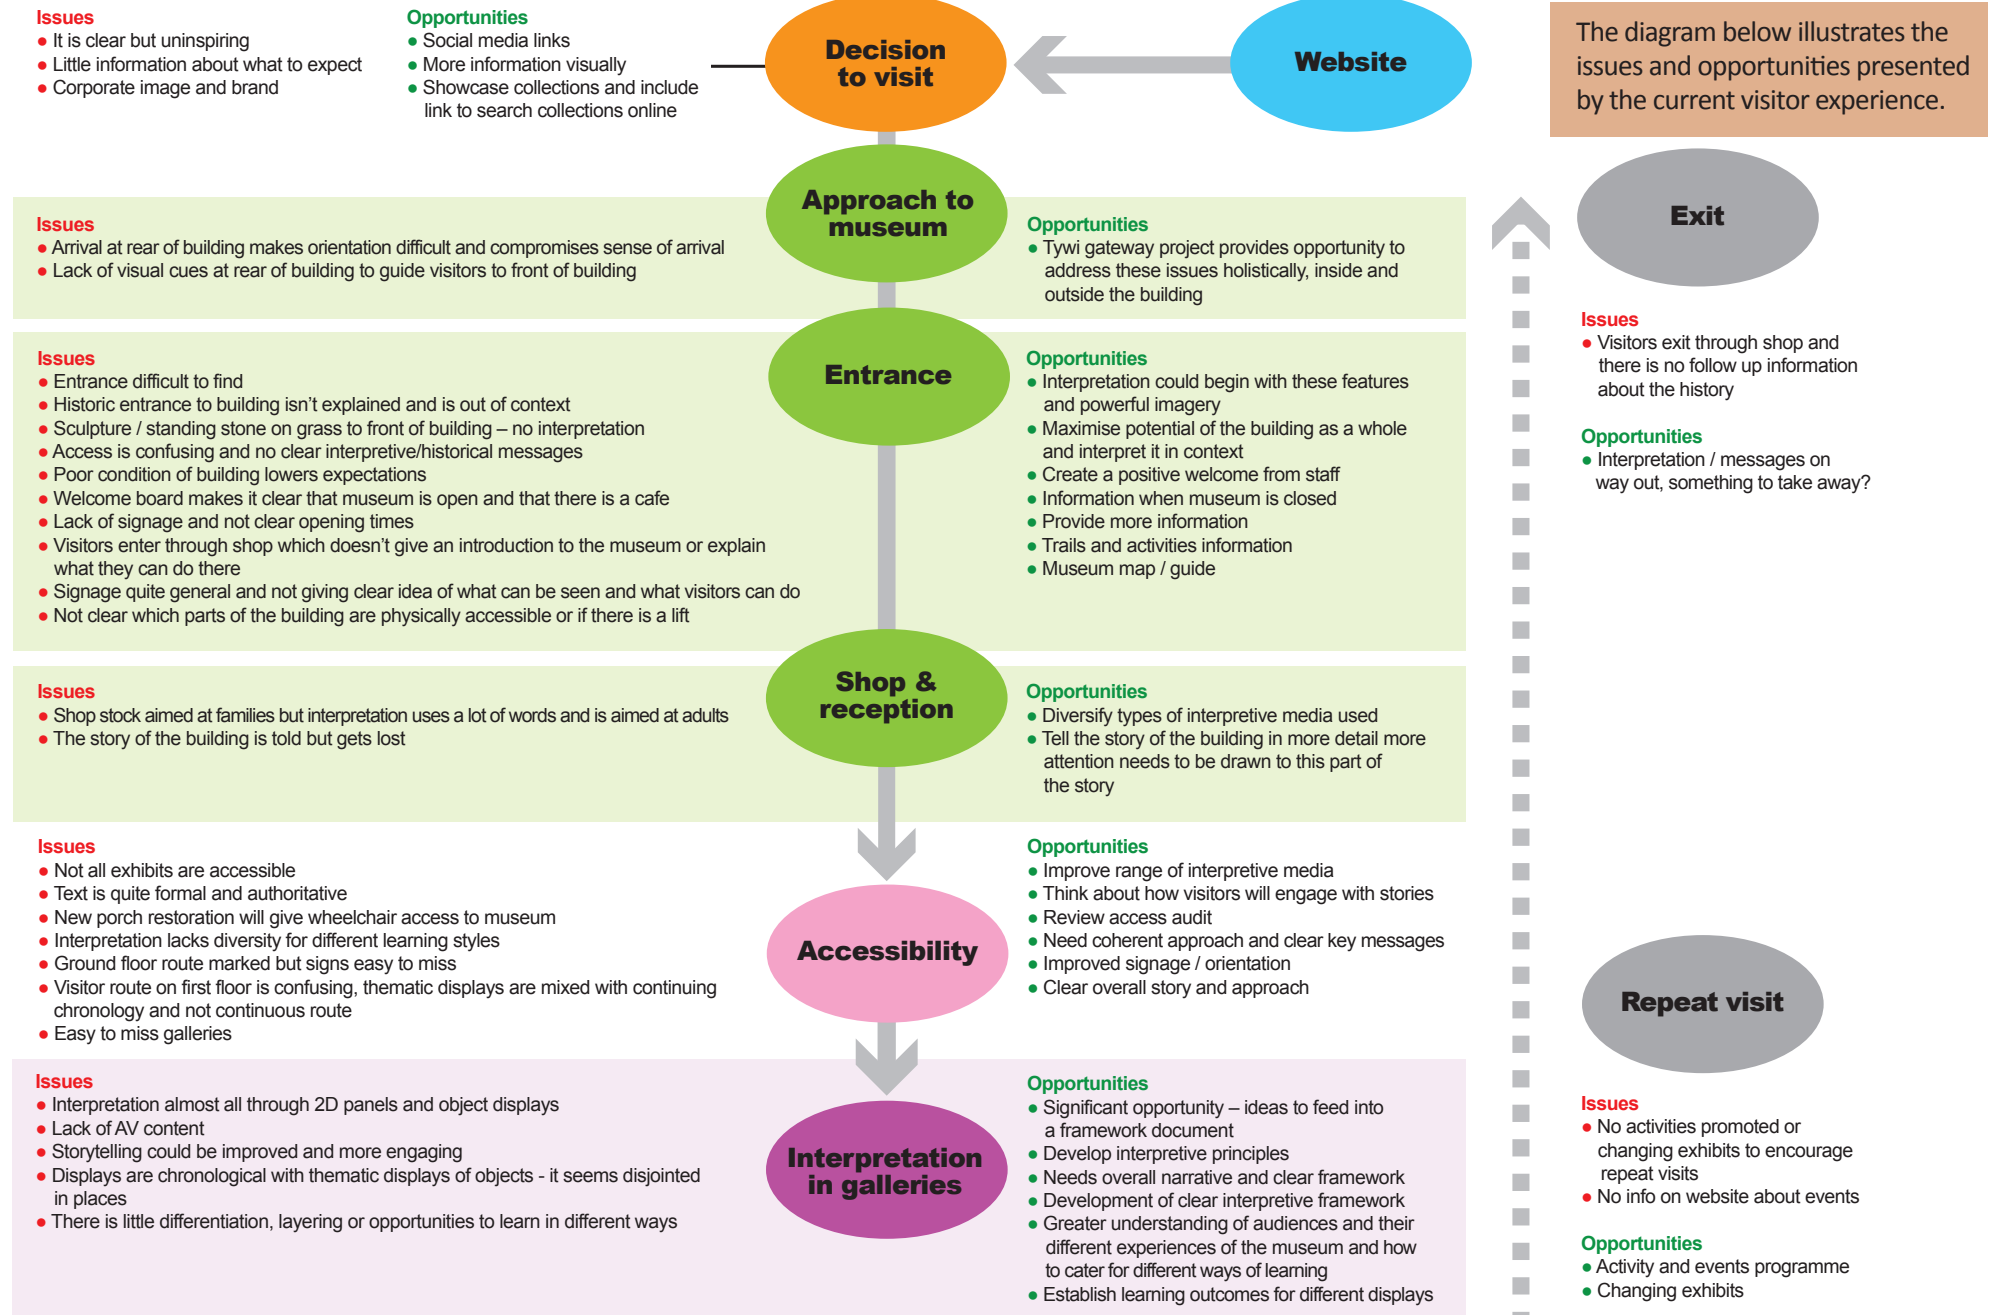 Issues
• It is clear but uninspiring
• Little information about what to expect
• Corporate image and brand
Opportunities
• Social media links
• More information visually
• Showcase collections and include
link to search collections online
Decision
to visit
Website
The diagram below illustrates the
issues and opportunities presented
by the current visitor experience.
Approach to
museum
Issues
• Arrival at rear of building makes orientation difficult and compromises sense of arrival
• Lack of visual cues at rear of building to guide visitors to front of building
Opportunities
• Tywi gateway project provides opportunity to
address these issues holistically, inside and
outside the building
Entrance
Issues
• Entrance difficult to find
• Historic entrance to building isn't explained and is out of context
• Sculpture / standing stone on grass to front of building – no interpretation
• Access is confusing and no clear interpretive/historical messages
• Poor condition of building lowers expectations
• Welcome board makes it clear that museum is open and that there is a cafe
• Lack of signage and not clear opening times
• Visitors enter through shop which doesn't give an introduction to the museum or explain
what they can do there
• Signage quite general and not giving clear idea of what can be seen and what visitors can do
• Not clear which parts of the building are physically accessible or if there is a lift
Opportunities
• Interpretation could begin with these features
and powerful imagery
• Maximise potential of the building as a whole
and interpret it in context
• Create a positive welcome from staff
• Information when museum is closed
• Provide more information
• Trails and activities information
• Museum map / guide
Shop &
reception
Issues
• Shop stock aimed at families but interpretation uses a lot of words and is aimed at adults
• The story of the building is told but gets lost
Opportunities
• Diversify types of interpretive media used
• Tell the story of the building in more detail more
attention needs to be drawn to this part of
the story
Accessibility
Issues
• Not all exhibits are accessible
• Text is quite formal and authoritative
• New porch restoration will give wheelchair access to museum
• Interpretation lacks diversity for different learning styles
• Ground floor route marked but signs easy to miss
• Visitor route on first floor is confusing, thematic displays are mixed with continuing
chronology and not continuous route
• Easy to miss galleries
Opportunities
• Improve range of interpretive media
• Think about how visitors will engage with stories
• Review access audit
• Need coherent approach and clear key messages
• Improved signage / orientation
• Clear overall story and approach
Interpretation
in galleries
Issues
• Interpretation almost all through 2D panels and object displays
• Lack of AV content
• Storytelling could be improved and more engaging
• Displays are chronological with thematic displays of objects - it seems disjointed
in places
• There is little differentiation, layering or opportunities to learn in different ways
Opportunities
• Significant opportunity – ideas to feed into
a framework document
• Develop interpretive principles
• Needs overall narrative and clear framework
• Development of clear interpretive framework
• Greater understanding of audiences and their
different experiences of the museum and how
to cater for different ways of learning
• Establish learning outcomes for different displays
Exit
Issues
• Visitors exit through shop and
there is no follow up information
about the history
Opportunities
• Interpretation / messages on
way out, something to take away?
Repeat visit
Issues
• No activities promoted or
changing exhibits to encourage
repeat visits
• No info on website about events
Opportunities
• Activity and events programme
• Changing exhibits